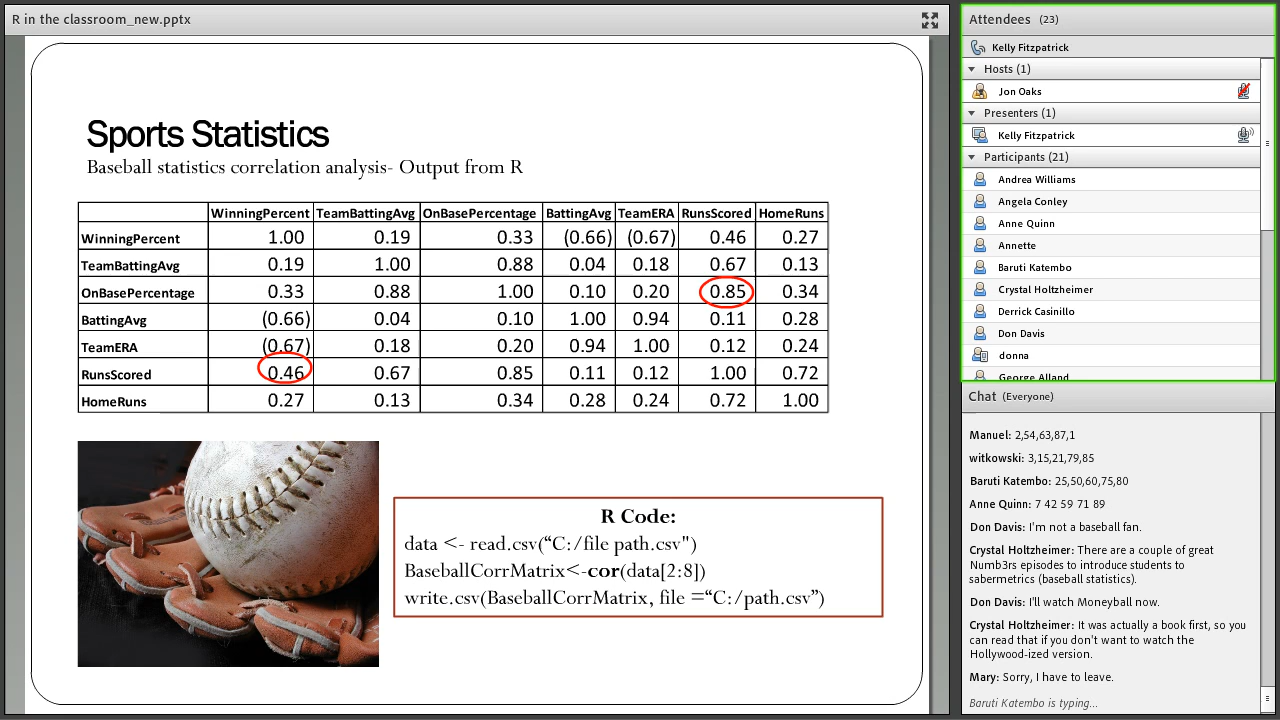 R in the classroom_new.pptx
Sports Statistics
Baseball statistics correlation analysis- Output from R
WinningPercent TeamBattingAvg OnBasePercentage BattingAvg TeamERA RunsScored HomeRuns
WinningPercent 1.00 0.19 0.33 (0.66) (0.67) 0.46 0.27
TeamBattingAvg 0.19 1.00 0.88 0.04 0.18 0.67 0.13
OnBasePercentage 0.33 0.88 1.00 0.10 0.20 0.85 0.34
BattingAvg (0.66) 0.04 0.10 1.00 0.94 0.11 0.28
TeamERA (0.67) 0.18 0.20 0.94 1.00 0.12 0.24
RunsScored 0.46 0.67 0.85 0.11 0.12 1.00 0.72
HomeRuns 0.27 0.13 0.34 0.28 0.24 0.72 1.00
R Code:
data <- read.csv(“C:/file path.csv")
BaseballCorrMatrix<-cor(data[2:8])
write.csv(BaseballCorrMatrix, file =“C:/path.csv”)
Attendees (23)
Kelly Fitzpatrick
Hosts (1)
Jon Oaks
Presenters (1)
Kelly Fitzpatrick
Participants (21)
Andrea Williams
Angela Conley
Anne Quinn
Annette
Baruti Katembo
Crystal Holtzheimer
Derrick Casinillo
Don Davis
donna
George Alland
Chat (Everyone)
Manuel: 2,54,63,87,1
witkowski: 3,15,21,79,85
Baruti Katembo: 25,50,60,75,80
Anne Quinn: 7 42 59 71 89
Don Davis: I'm not a baseball fan.
Crystal Holtzheimer: There are a couple of great
Numb3rs episodes to introduce students to
sabermetrics (baseball statistics).
Don Davis: I'll watch Moneyball now.
Crystal Holtzheimer: It was actually a book first, so you
can read that if you don't want to watch the
Hollywood-ized version.
Mary: Sorry, I have to leave.
Baruti Katembo is typing...